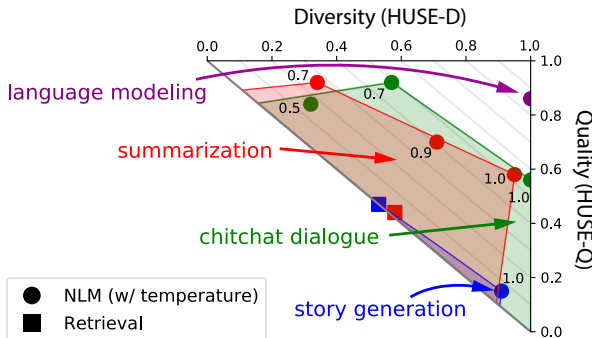 Diversity (HUSE-D)
0.0 0.2 0.4 0.6 0.8 1.0
1.0
0.8
0.6
0.4
0.2
0.0
Quality (HUSE-Q)
language modeling
0.7
0.7
0.5
summarization
0.9
1.0
1.0
chitchat dialogue
1.0
story generation
NLM (w/ temperature)
Retrieval